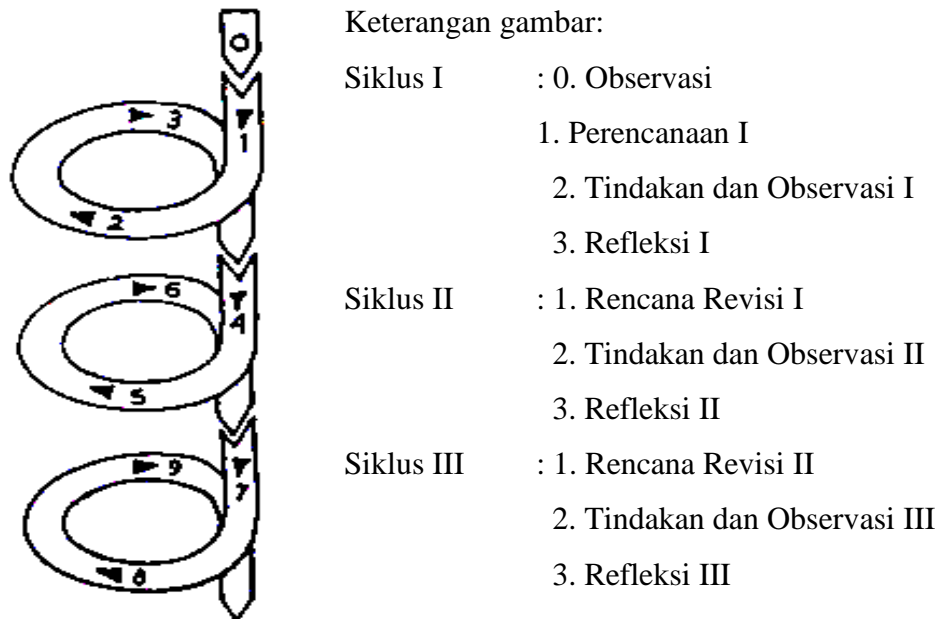 Keterangan gambar:
Siklus I : 0. Observasi
1. Perencanaan I
2. Tindakan dan Observasi I
3. Refleksi I
Siklus II : 1. Rencana Revisi I
2. Tindakan dan Observasi II
3. Refleksi II
Siklus III : 1. Rencana Revisi II
2. Tindakan dan Observasi III
3. Refleksi III
0
3
1
2
6
4
5
9
7
8